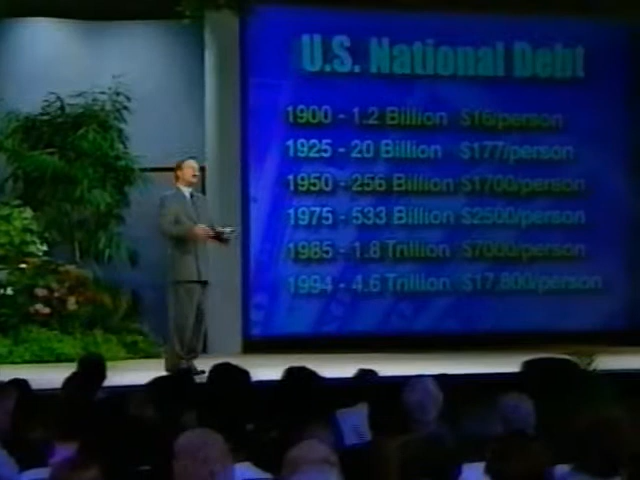 U.S. National Debt
1900 - 1.2 Billion $16/person
1925 - 20 Billion $177/person
1950 - 256 Billion $1700/person
1975 - 533 Billion $2500/person
1985 - 1.8 Trillion $7000/person
1994 - 4.6 Trillion $17,800/person